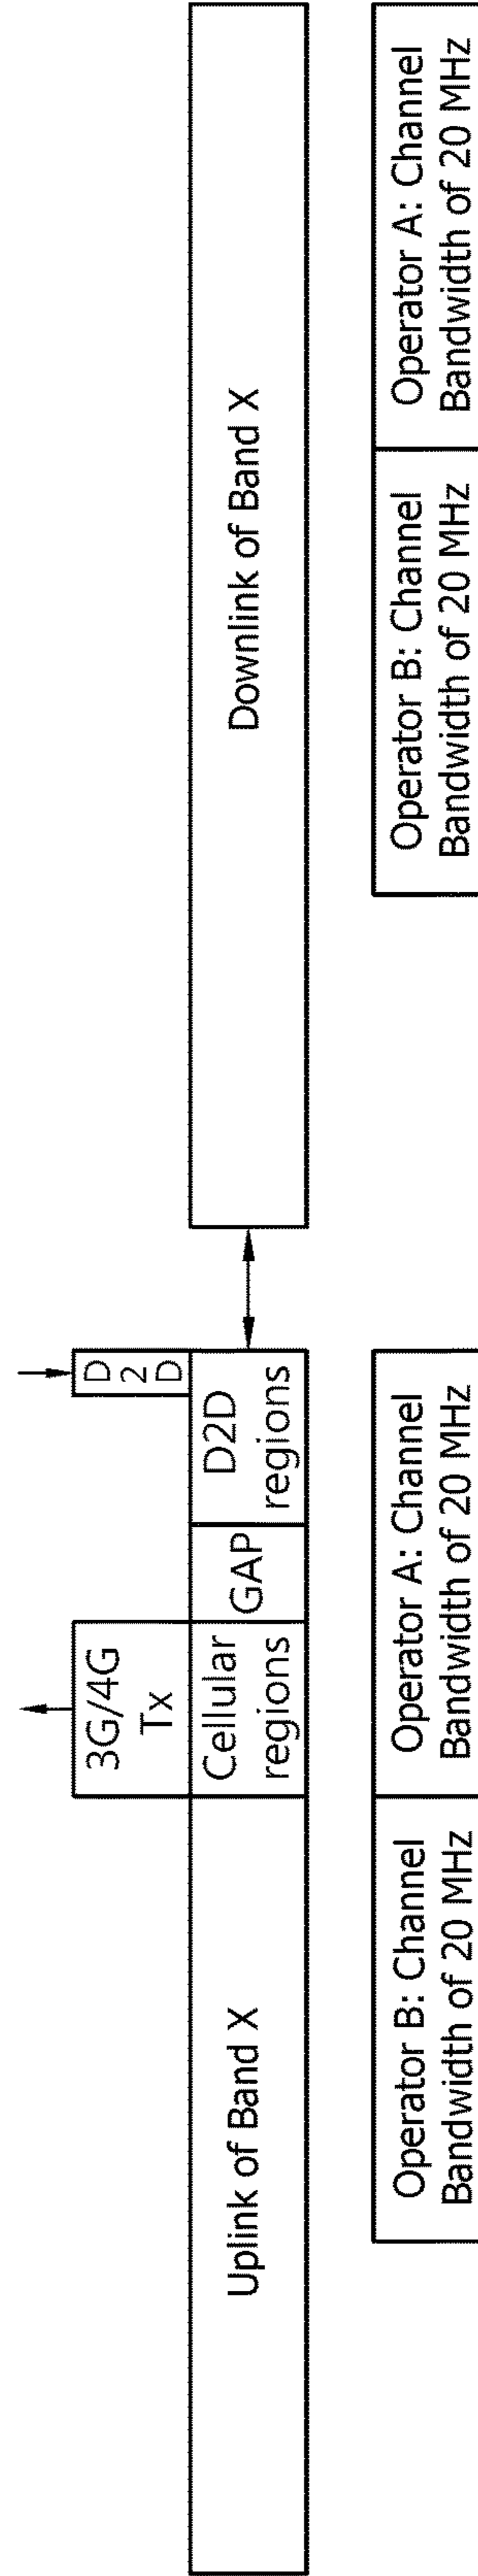 3G/4G
Tx
D
2
D
Uplink of Band X
Cellular
regions
GAP
D2D
regions
Downlink of Band X
Operator B: Channel
Bandwidth of 20 MHz
Operator A: Channel
Bandwidth of 20 MHz
Operator B: Channel
Bandwidth of 20 MHz
Operator A: Channel
Bandwidth of 20 MHz